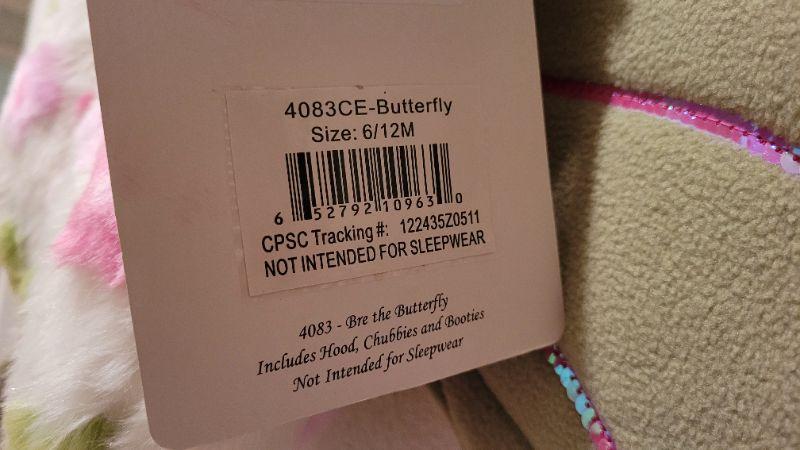 4083CE-Butterfly
Size: 6/12M
6 52792 10963 0
CPSC Tracking #: 122435Z0511
NOT INTENDED FOR SLEEPWEAR
4083 - Bre the Butterfly
Includes Hood, Chubbies and Booties
Not Intended for Sleepwear